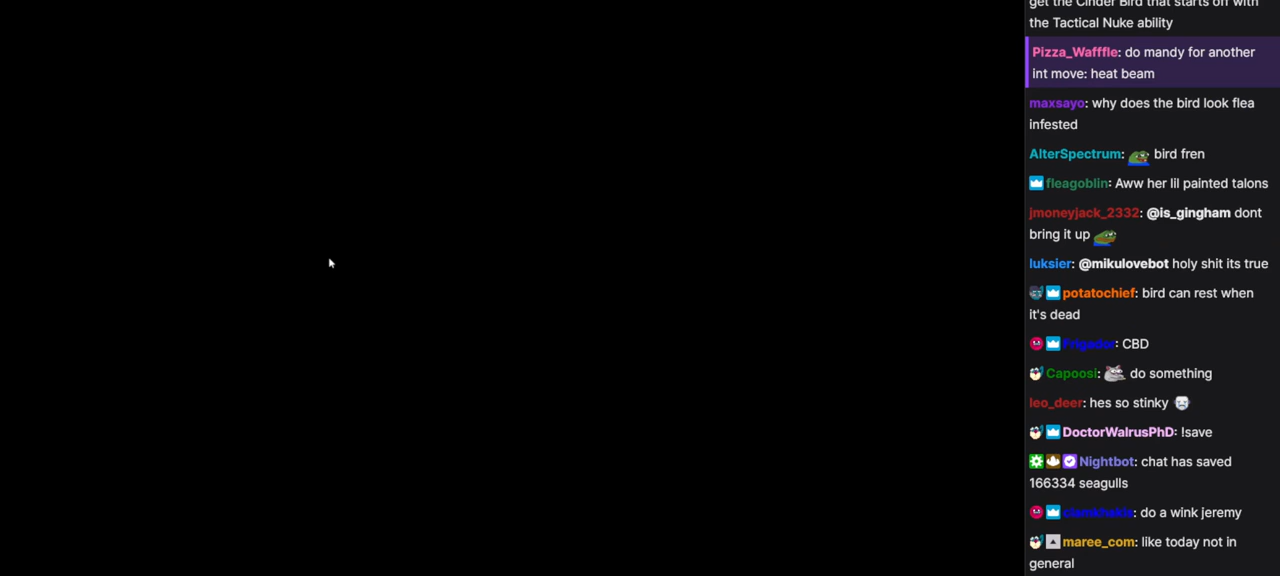 get the Cinder Bird that starts off with
the Tactical Nuke ability
Pizza_Wafffle: do mandy for another
int move: heat beam
maxsayo: why does the bird look flea
infested
AlterSpectrum: bird fren
fleagoblin: Aww her lil painted talons
jmoneyjack_2332: @is_gingham dont
bring it up
luksier: @mikulovebot holy shit its true
potatochief: bird can rest when
it's dead
Frigador: CBD
Capoosi: do something
leo_deer: hes so stinky
DoctorWalrusPhD: !save
Nightbot: chat has saved
166334 seagulls
: do a wink jeremy
maree_com: like today not in
general